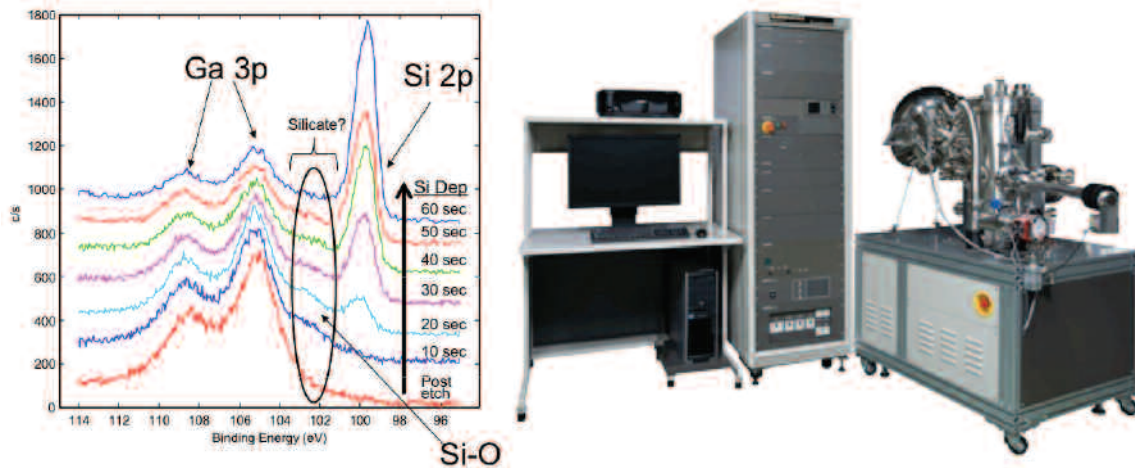 1800
1600
1400
1200
1000
800
600
400
200
0
c/s
Ga 3p
Si 2p
Silicate?
Si Dep
60 sec
50 sec
40 sec
30 sec
20 sec
10 sec
Post
etch
114 112 110 108 106 104 102 100 98 96
Binding Energy (eV)
Si-O